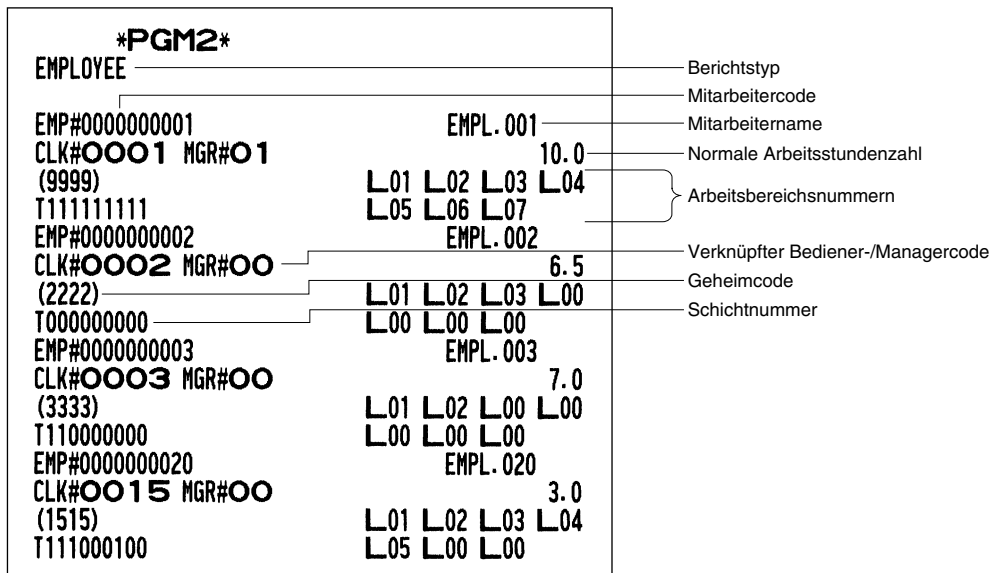 *PGM2*
EMPLOYEE
Berichtstyp
Mitarbeitercode
EMP#0000000001 EMPL.001 Mitarbeitername
CLK#0001 MGR#01 10.0 Normale Arbeitsstundenzahl
(9999) L01 L02 L03 L04
Arbeitsbereichsnummern
T111111111 L05 L06 L07
EMP#0000000002 EMPL.002
CLK#0002 MGR#00 6.5 Verknüpfter Bediener-/Managercode
(2222) L01 L02 L03 L00 Geheimcode
T000000000 L00 L00 L00 Schichtnummer
EMP#0000000003 EMPL.003
CLK#0003 MGR#00 7.0
(3333) L01 L02 L00 L00
T110000000 L00 L00 L00
EMP#0000000020 EMPL.020
CLK#0015 MGR#00 3.0
(1515) L01 L02 L03 L04
T111000100 L05 L00 L00